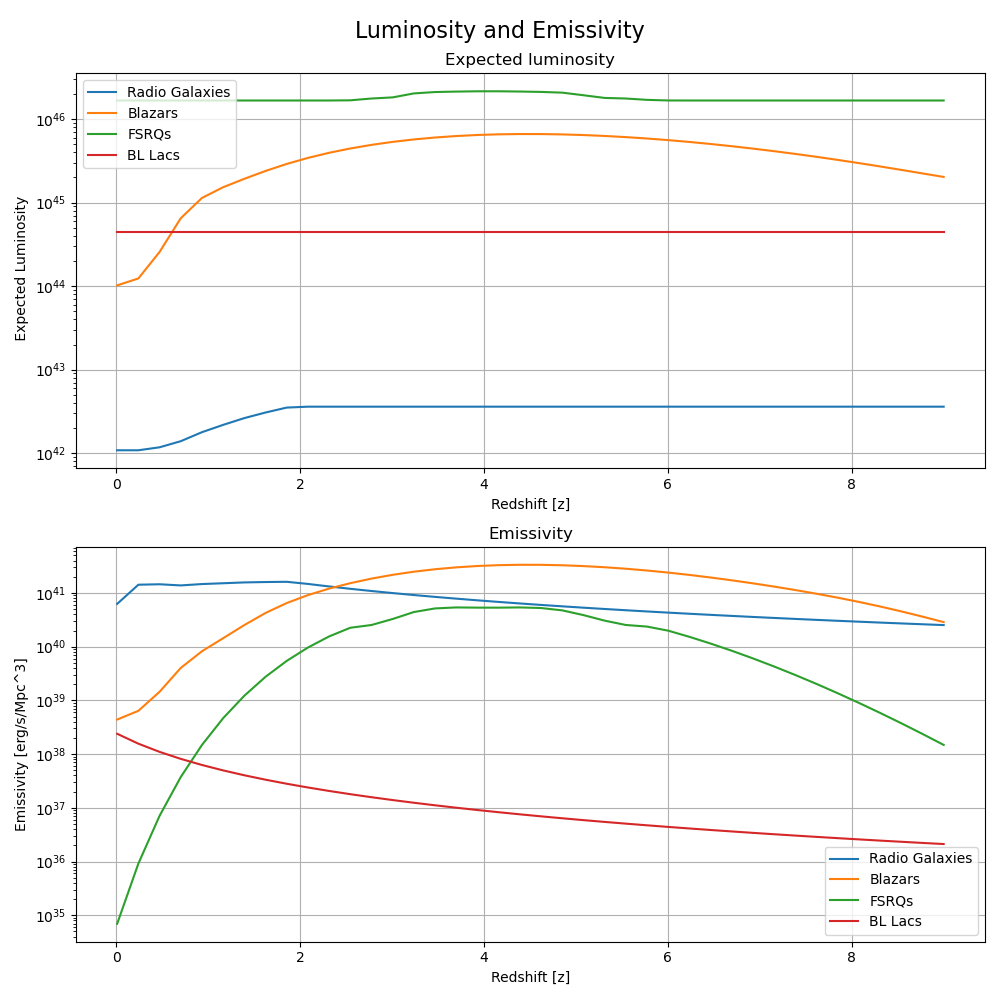 Luminosity and Emissivity
Expected luminosity
Radio Galaxies
Blazars
FSRQs
BL Lacs
10^46
10^45
10^44
10^43
10^42
Expected Luminosity
0 2 4 6 8
Redshift [z]
Emissivity
10^41
10^40
10^39
10^38
10^37
10^36
10^35
Emissivity [erg/s/Mpc^3]
Radio Galaxies
Blazars
FSRQs
BL Lacs
0 2 4 6 8
Redshift [z]